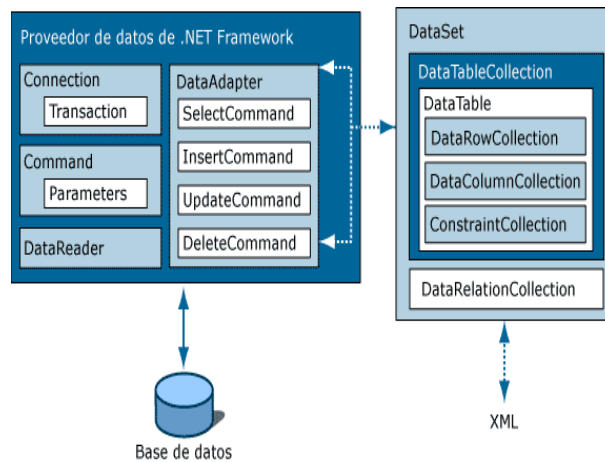 Proveedor de datos de .NET Framework
Connection
Transaction
Command
Parameters
DataReader
DataAdapter
SelectCommand
InsertCommand
UpdateCommand
DeleteCommand
Base de datos
DataSet
DataTableCollection
DataTable
DataRowCollection
DataColumnCollection
ConstraintCollection
DataRelationCollection
XML